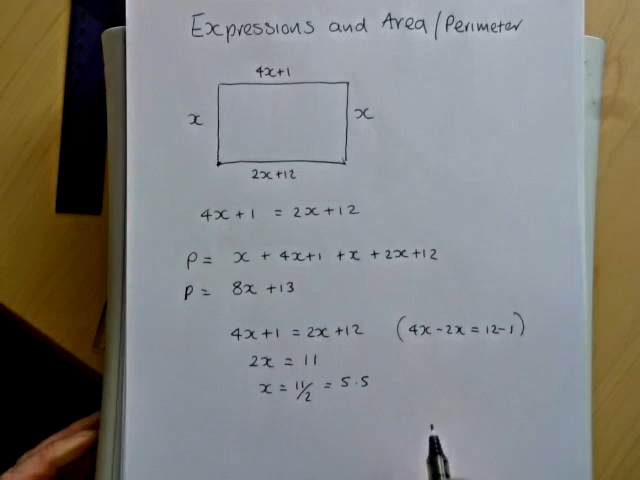 Expressions and Area/Perimeter
4x+1
x
x
2x+12
4x+1 = 2x+12
P = x + 4x+1 + x + 2x+12
P = 8x +13
4x+1 = 2x+12 (4x-2x = 12-1)
2x = 11
x = 11/2 = 5.5